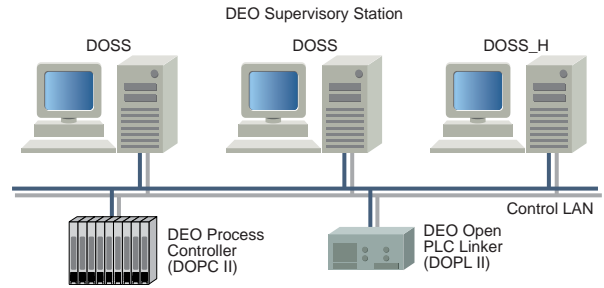 DEO Supervisory Station
DOSS
DOSS
DOSS_H
Control LAN
DEO Process
Controller
(DOPC II)
DEO Open
PLC Linker
(DOPL II)